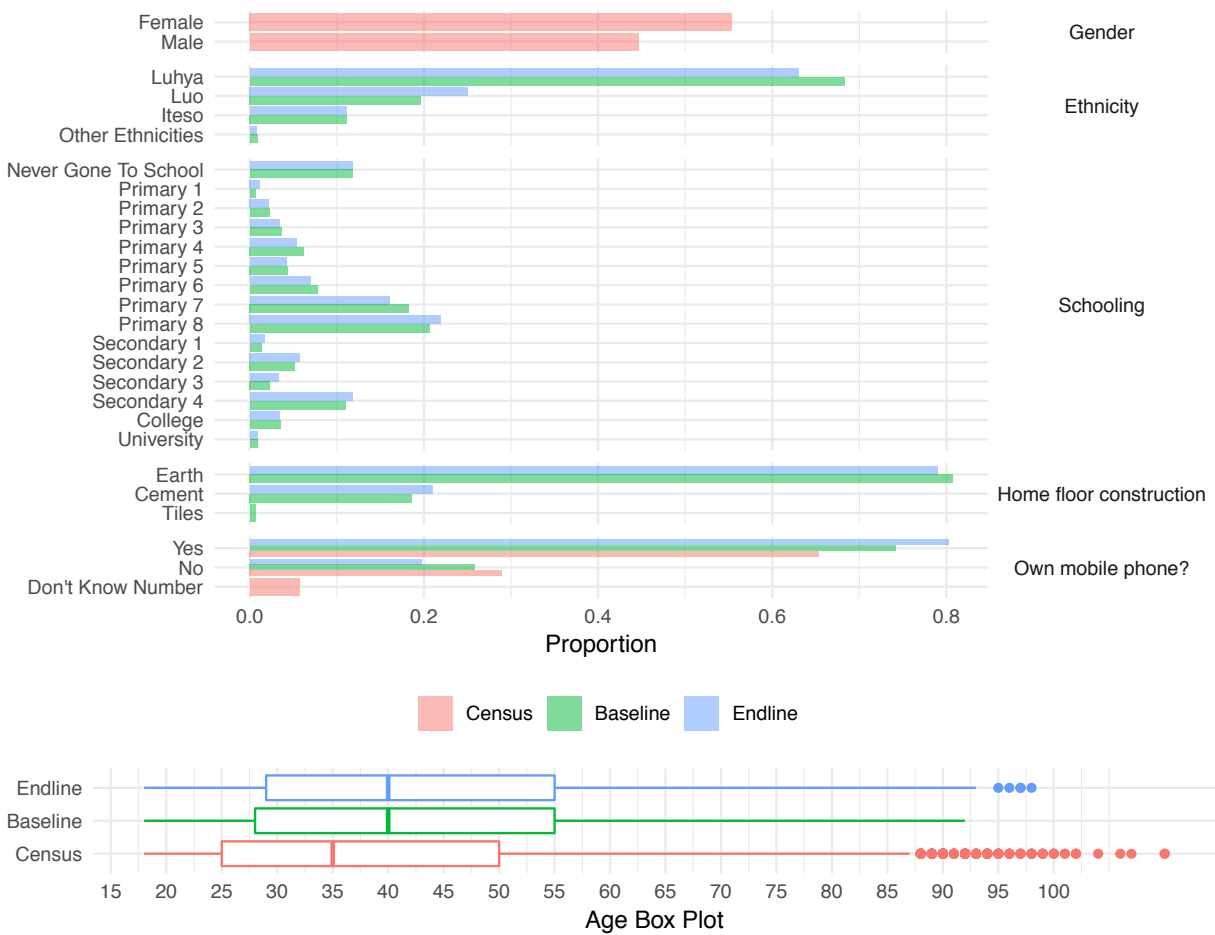 Female
Male
Gender
Luhya
Luo
Iteso
Other Ethnicities
Ethnicity
Never Gone To School
Primary 1
Primary 2
Primary 3
Primary 4
Primary 5
Primary 6
Primary 7
Primary 8
Secondary 1
Secondary 2
Secondary 3
Secondary 4
College
University
Schooling
Earth
Cement
Tiles
Home floor construction
Yes
No
Don't Know Number
Own mobile phone?
0.0 0.2 0.4 0.6 0.8
Proportion
Census Baseline Endline
Endline
Baseline
Census
15 20 25 30 35 40 45 50 55 60 65 70 75 80 85 90 95 100
Age Box Plot